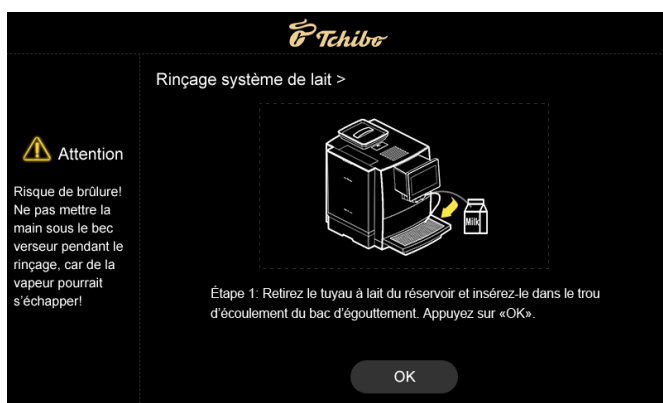 Tchibo
Rinçage système de lait >
Attention
Risque de brûlure!
Ne pas mettre la
main sous le bec
verseur pendant le
rinçage, car de la
vapeur pourrait
s’échapper!
Milk
Étape 1: Retirez le tuyau à lait du réservoir et insérez-le dans le trou
d’écoulement du bac d’égouttement. Appuyez sur «OK».
OK